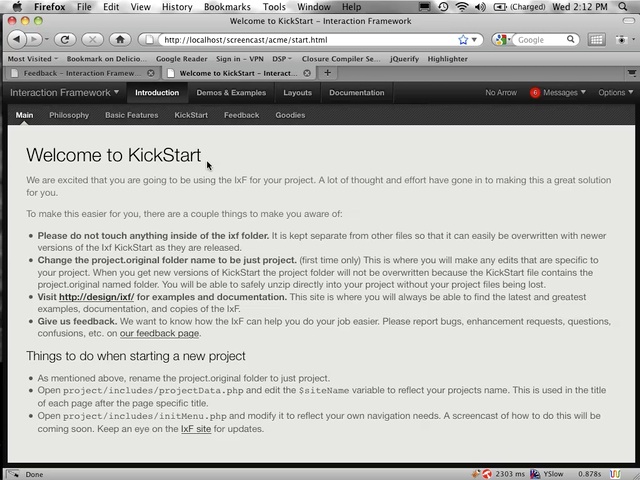 Firefox File Edit View History Bookmarks Tools Window Help (Charged) Wed 2:12 PM
Welcome to KickStart – Interaction Framework
http://localhost/screencast/acme/start.html Google
Most Visited Bookmark on Delicio... Google Reader Sign in – VPN DSP Closure Compiler Ser... jQuerify Highlighter
Feedback – Interaction Framew... Welcome to KickStart – Interact...
Interaction Framework Introduction Demos & Examples Layouts Documentation No Arrow 6 Messages Options
Main Philosophy Basic Features KickStart Feedback Goodies
Welcome to KickStart
We are excited that you are going to be using the IxF for your project. A lot of thought and effort have gone in to making this a great solution
for you.
To make this easier for you, there are a couple things to make you aware of:
Please do not touch anything inside of the ixf folder. It is kept separate from other files so that it can easily be overwritten with newer
versions of the Ixf KickStart as they are released.
Change the project.original folder name to be just project. (first time only) This is where you will make any edits that are specific to
your project. When you get new versions of KickStart the project folder will not be overwritten because the KickStart file contains the
project.original named folder. You will be able to safely unzip directly into your project without your project files being lost.
Visit http://design/ixf/ for examples and documentation. This site is where you will always be able to find the latest and greatest
examples, documentation, and copies of the IxF.
Give us feedback. We want to know how the IxF can help you do your job easier. Please report bugs, enhancement requests, questions,
confusions, etc. on our feedback page.
Things to do when starting a new project
As mentioned above, rename the project.original folder to just project.
Open project/includes/projectData.php and edit the $siteName variable to reflect your projects name. This is used in the title
of each page after the page specific title.
Open project/includes/initMenu.php and modify it to reflect your own navigation needs. A screencast of how to do this will be
coming soon. Keep an eye on the IxF site for updates.
Done 2303 ms YSlow 0.878s